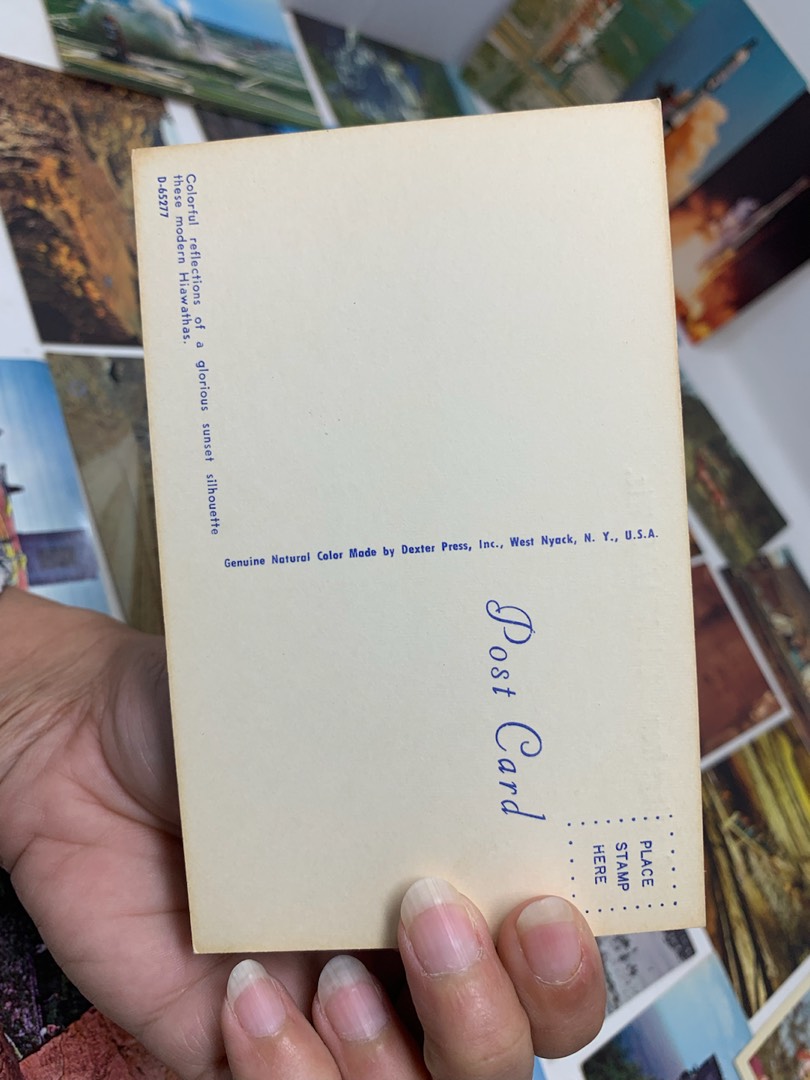 Colorful reflections of a glorious sunset silhouette
these modern Hiawathas.
D-65277
Genuine Natural Color Made by Dexter Press, Inc., West Nyack, N. Y., U.S.A.
Post Card
PLACE
STAMP
HERE